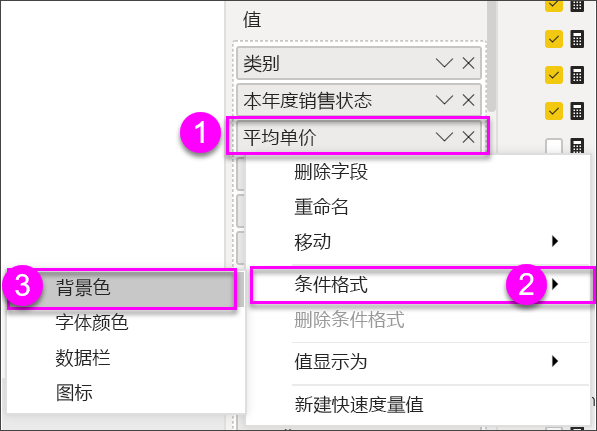 值
类别
本年度销售状态
1
平均单价
删除字段
重命名
移动
3
背景色
条件格式
2
字体颜色
删除条件格式
数据栏
值显示为
图标
新建快速度量值